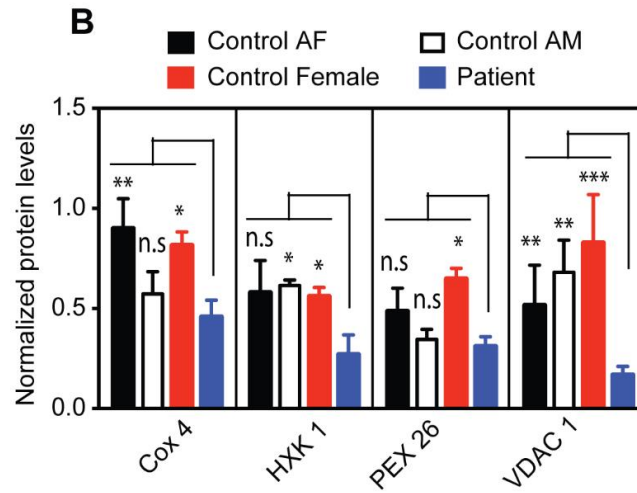 B
Control AF
Control AM
Control Female
Patient
Normalized protein levels
1.5
1.0
0.5
0.0
**
n.s
*
n.s
*
*
n.s
n.s
*
**
**
***
Cox 4
HXK 1
PEX 26
VDAC 1